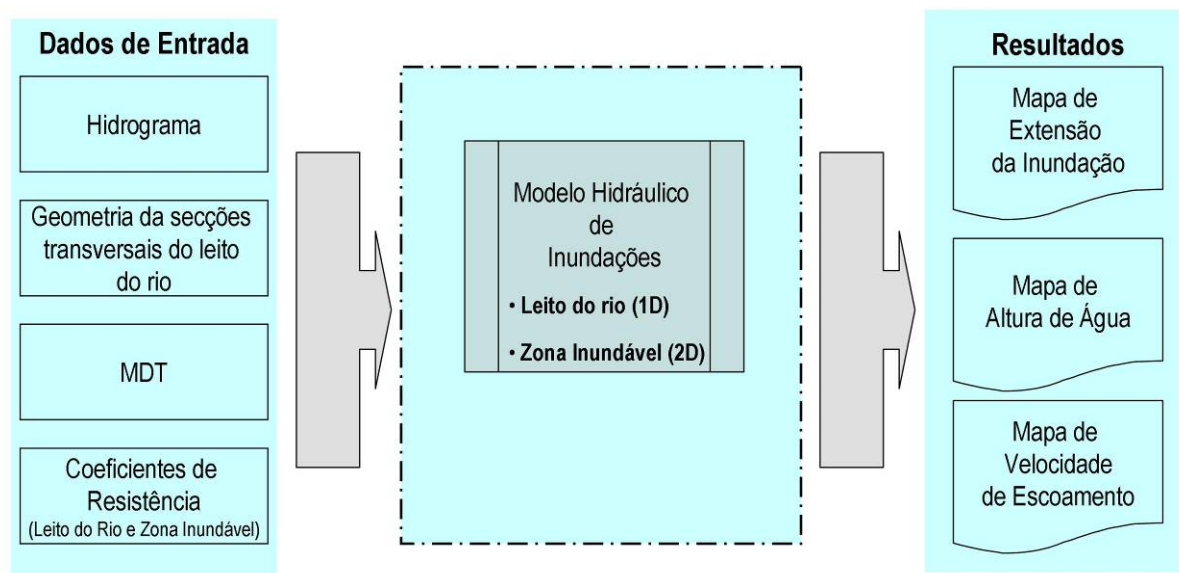 Dados de Entrada
Hidrograma
Geometria da secções
transversais do leito
do rio
MDT
Coeficientes de
Resistência
(Leito do Rio e Zona Inundável)
Modelo Hidráulico
de
Inundações
• Leito do rio (1D)
• Zona Inundável (2D)
Resultados
Mapa de
Extensão
da Inundação
Mapa de
Altura de Água
Mapa de
Velocidade
de Escoamento